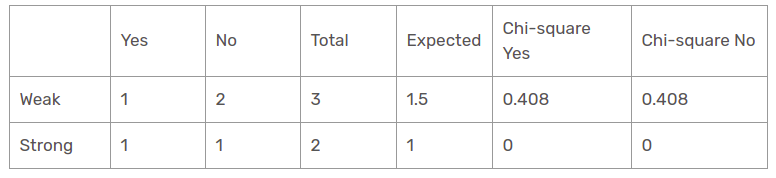 Yes No Total Expected Chi-square Yes Chi-square No
Weak 1 2 3 1.5 0.408 0.408
Strong 1 1 2 1 0 0